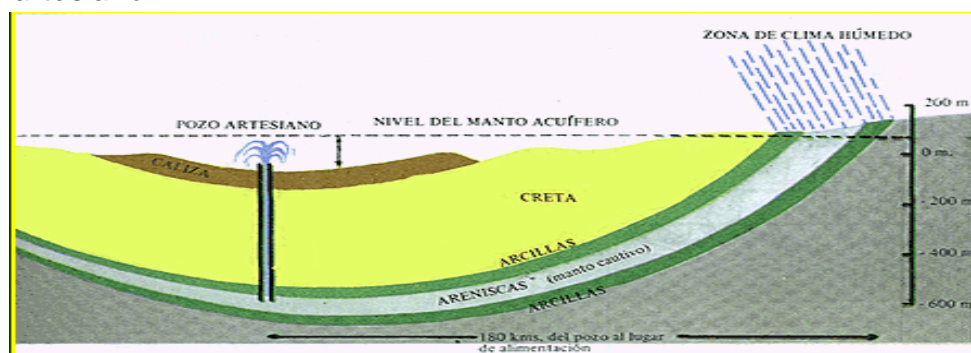 ZONA DE CLIMA HÚMEDO
200 m
POZO ARTESIANO
NIVEL DEL MANTO ACUÍFERO
0 m.
CALIZA
CRETA
- 200 m
ARCILLAS
- 400 m
ARENISCAS (manto cautivo)
ARCILLAS
- 600 m
180 kms, del pozo al lugar
de alimentación